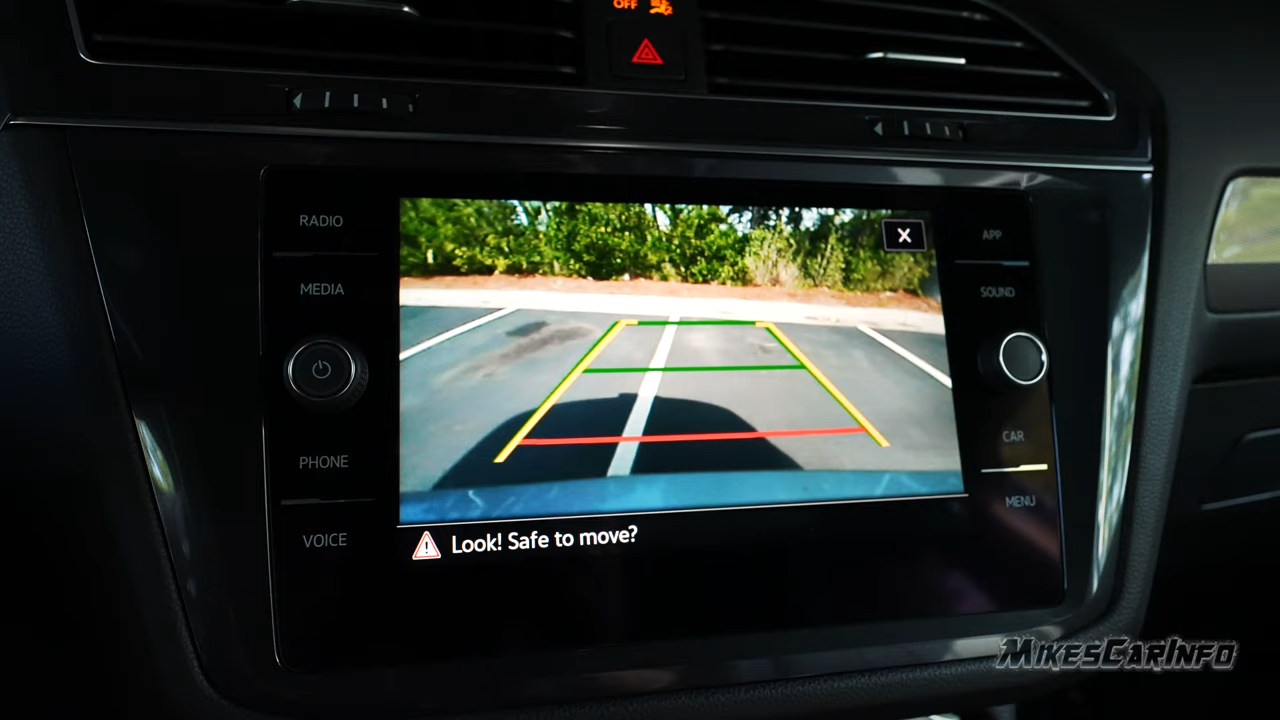 OFF
RADIO
MEDIA
PHONE
VOICE
X
APP
SOUND
CAR
MENU
Look! Safe to move?
MIKESCARINFO